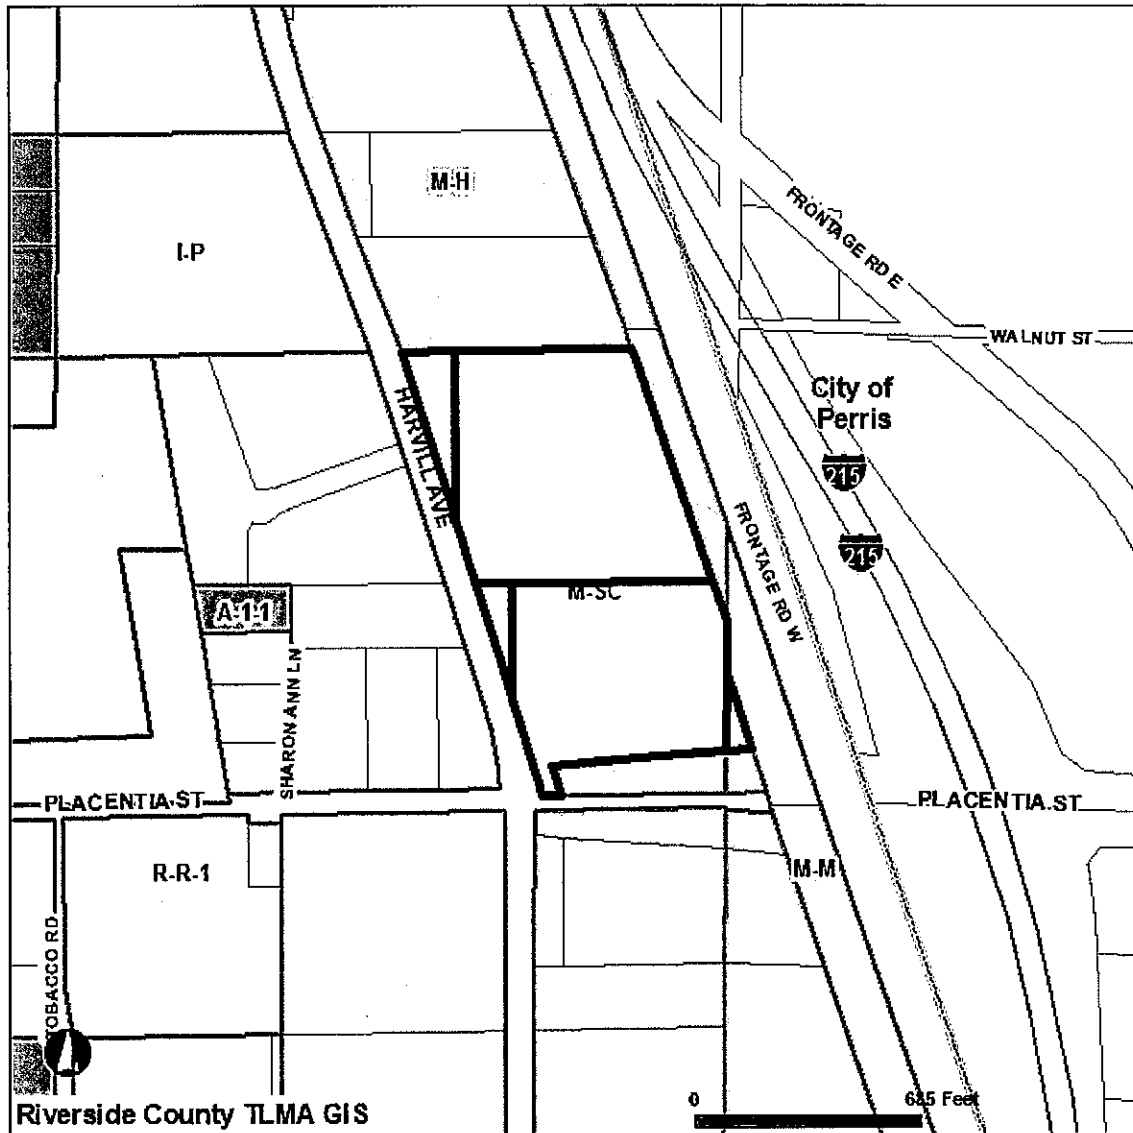 M-H
FRONTAGE RD E
I-P
WALNUT ST
City of
Perris
HARVILL AVE
215
FRONTAGE RD W
215
M-SC
A-1-1
SHARON ANN LN
PLACENTIA ST
PLACENTIA ST
R-R-1
M-M
TOBACCO RD
0
685 Feet
Riverside County TLMA GIS